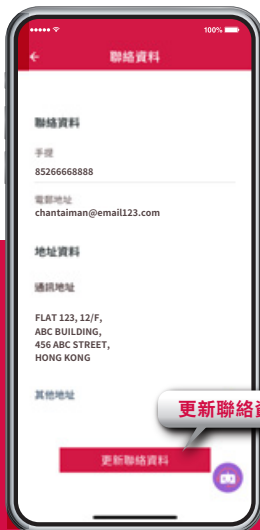 100%
聯絡資料
聯絡資料
手提
85266668888
電郵地址
chantaiman@email123.com
地址資料
通訊地址
FLAT 123, 12/F,
ABC BUILDING,
456 ABC STREET,
HONG KONG
其他地址
更新聯絡資
更新聯絡資料